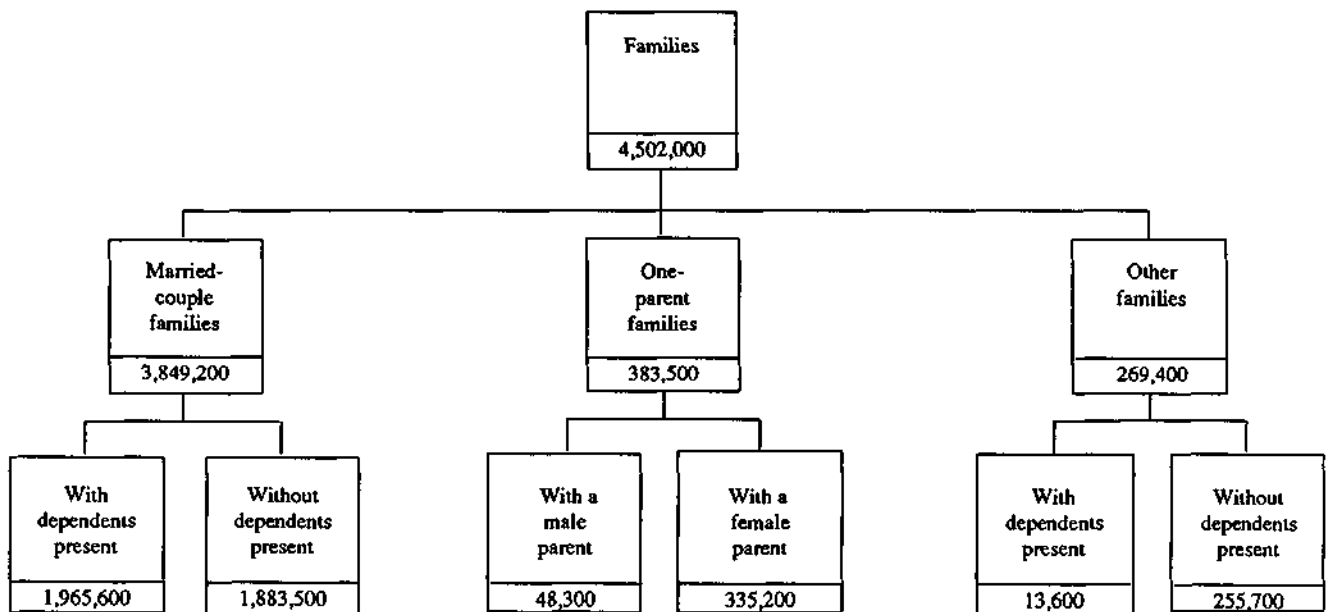 Families
4,502,000
Married-
couple
families
3,849,200
One-
parent
families
383,500
Other
families
269,400
With
dependents
present
1,965,600
Without
dependents
present
1,883,500
With a
male
parent
48,300
With a
female
parent
335,200
With
dependents
present
13,600
Without
dependents
present
255,700